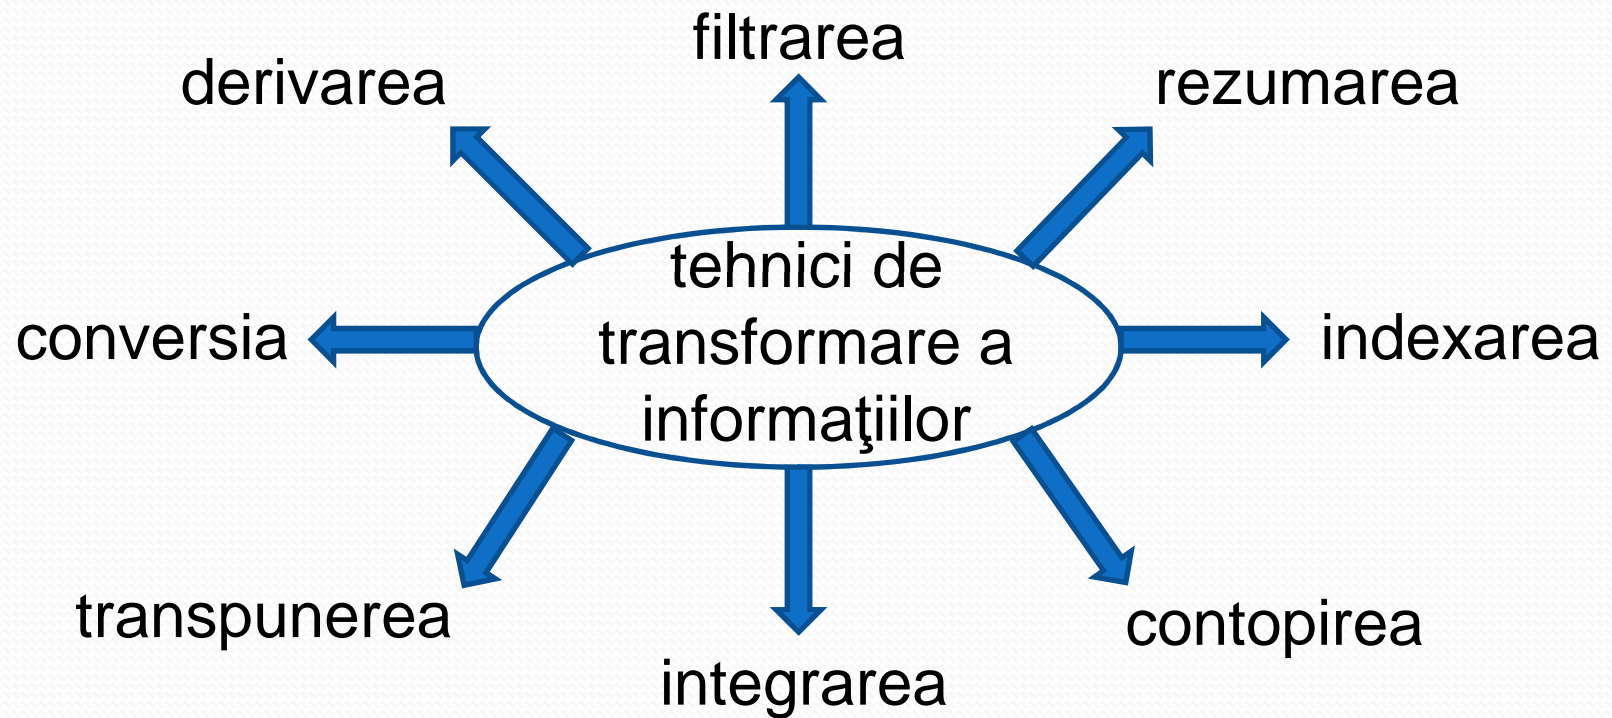 filtrarea
derivarea
rezumarea
tehnici de
transformare a
informaţiilor
conversia
indexarea
transpunerea
contopirea
integrarea